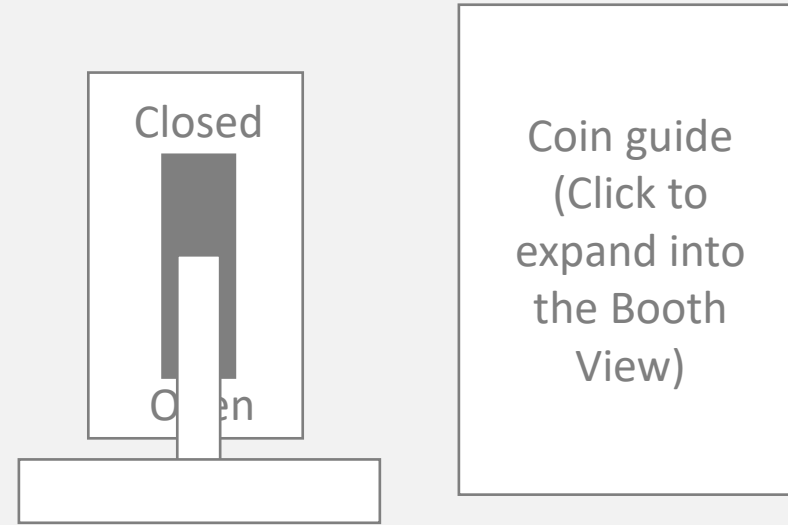 Closed
Coin guide
(Click to
expand into
the Booth
View)